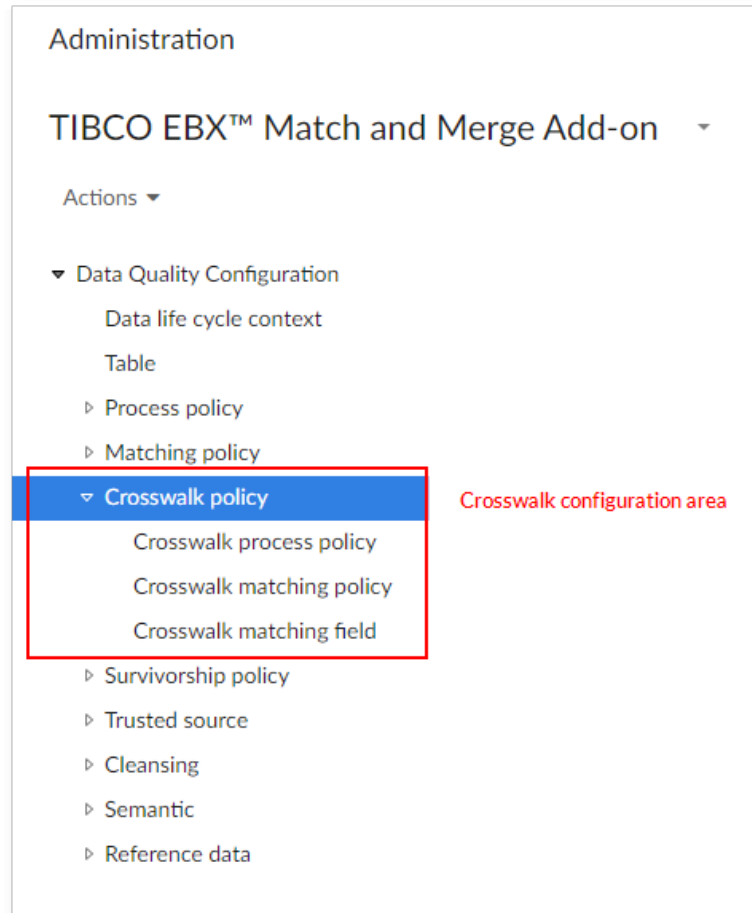 Administration
TIBCO EBX™ Match and Merge Add-on
Actions
Data Quality Configuration
Data life cycle context
Table
Process policy
Matching policy
Crosswalk policy
Crosswalk configuration area
Crosswalk process policy
Crosswalk matching policy
Crosswalk matching field
Survivorship policy
Trusted source
Cleansing
Semantic
Reference data